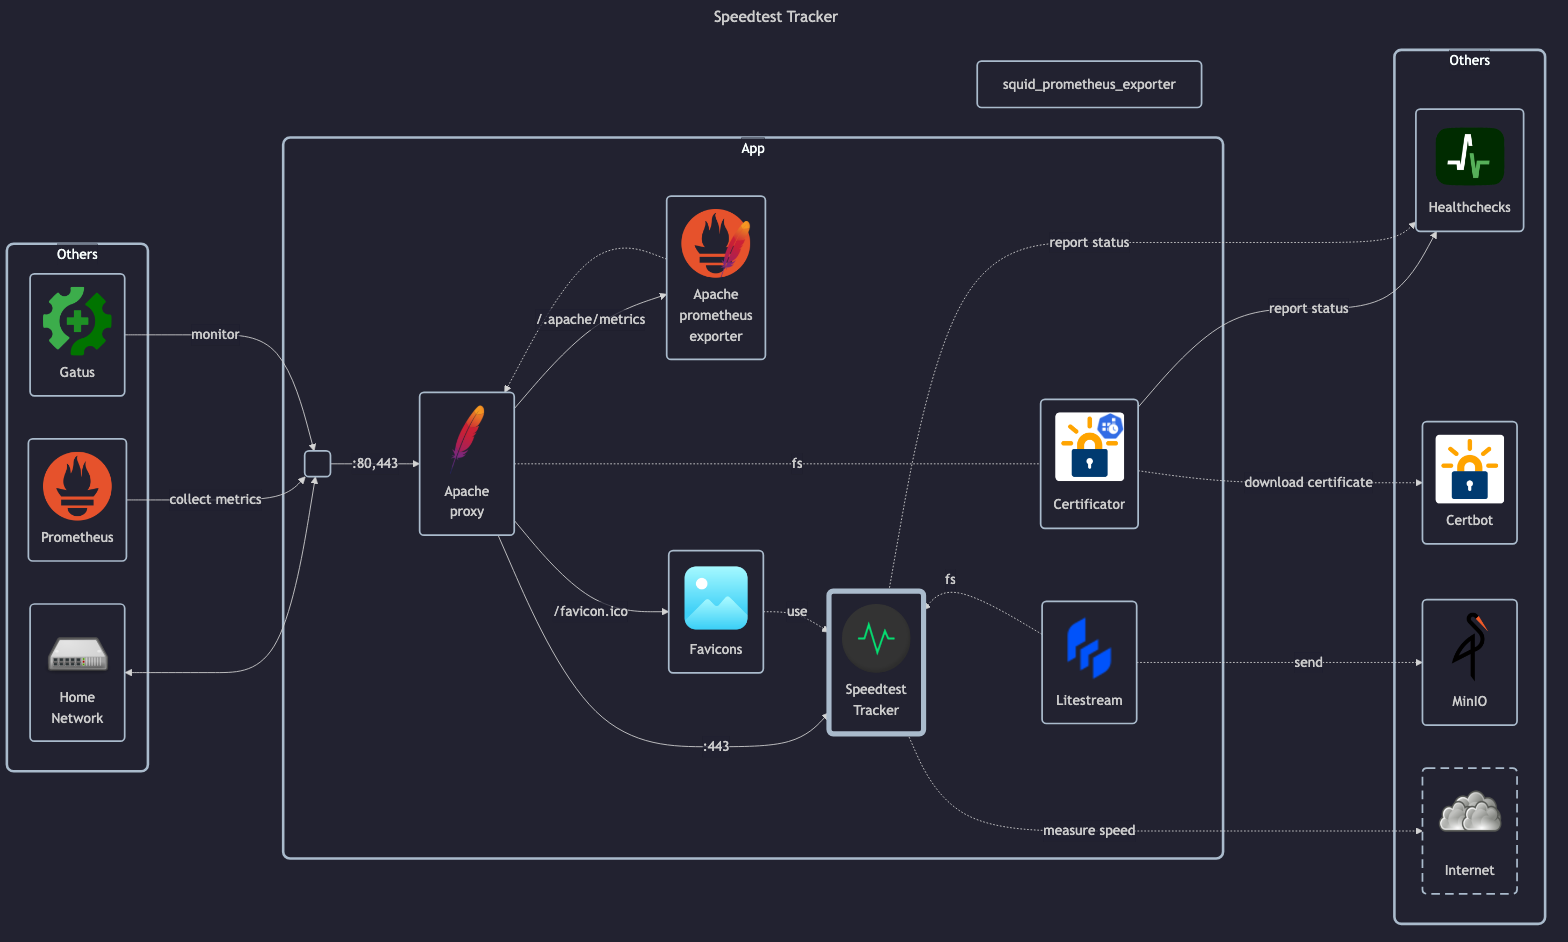 Speedtest Tracker
squid_prometheus_exporter
Others
Gatus
Prometheus
Home
Network
monitor
collect metrics
App
:80,443
Apache
proxy
/.apache/metrics
Apache
prometheus
exporter
fs
/favicon.ico
Favicons
use
:443
Speedtest
Tracker
report status
report status
Certificator
download certificate
fs
Litestream
send
measure speed
Others
Healthchecks
Certbot
MinIO
Internet